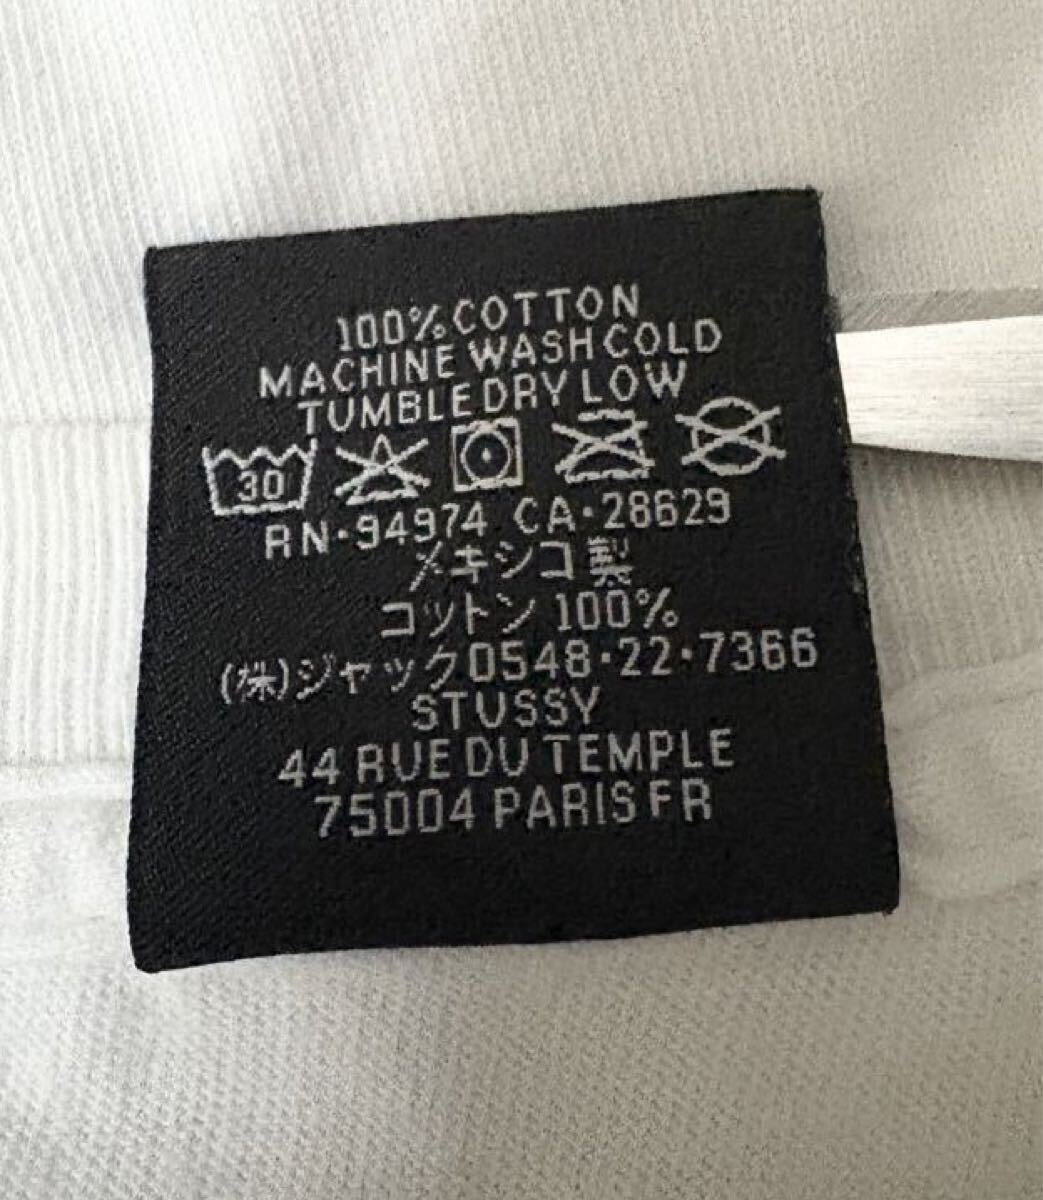 100% COTTON
MACHINE WASH COLD
TUMBLE DRY LOW
30
RN·94974 CA·28629
メキシコ製
コットン 100%
(株)ジャック0548·22·7366
STUSSY
44 RUE DU TEMPLE
75004 PARIS FR